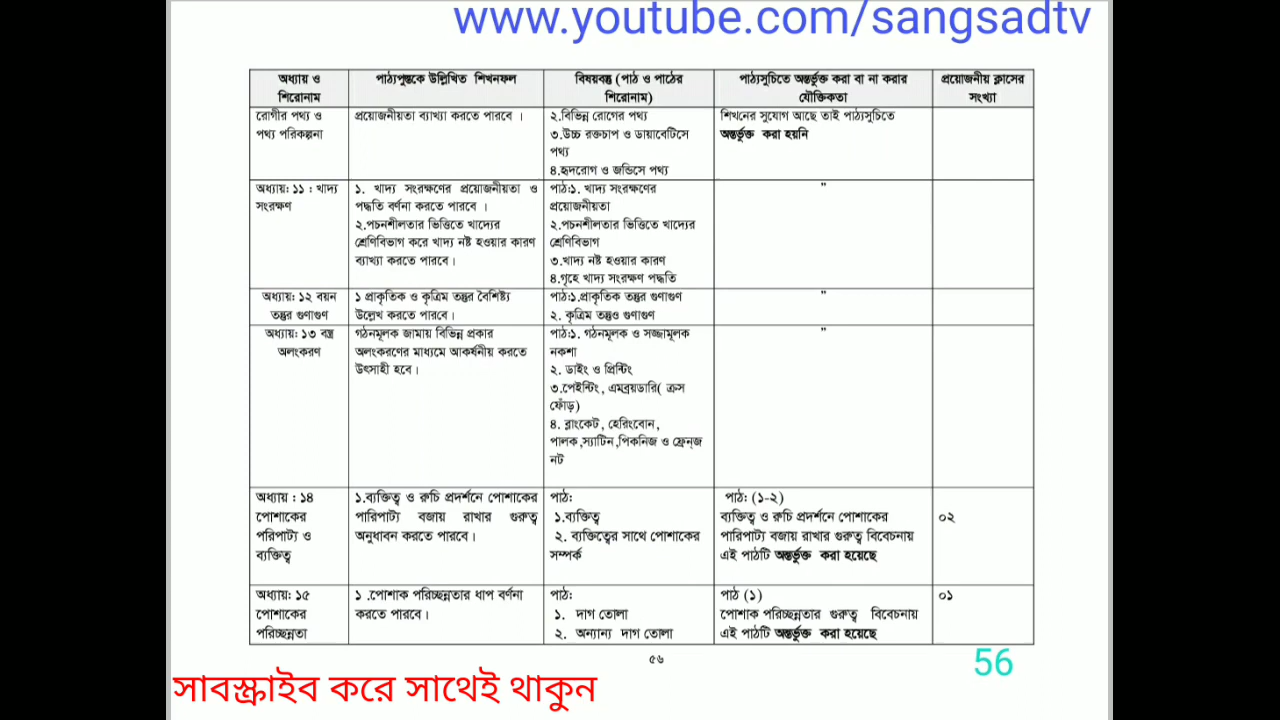 www.youtube.com/sangsadtv
অধ্যায় ও
শিরোনাম
পাঠ্যপুস্তকে উল্লিখিত শিখনফল
বিষয়বস্তু (পাঠ ও পাঠের
শিরোনাম)
পাঠ্যসুচিতে অন্তর্ভুক্ত করা বা না করার
যৌক্তিকতা
প্রয়োজনীয় ক্লাসের
সংখ্যা
রোগীর পথ্য ও
পথ্য পরিকল্পনা
প্রয়োজনীয়তা ব্যাখ্যা করতে পারবে ।
২.বিভিন্ন রোগের পথ্য
৩.উচ্চ রক্তচাপ ও ডায়াবেটিসে
পথ্য
৪.হৃদরোগ ও জন্ডিসে পথ্য
শিখনের সুযোগ আছে তাই পাঠ্যসুচিতে
অন্তর্ভুক্ত করা হয়নি
অধ্যায়: ১১ : খাদ্য
সংরক্ষণ
১. খাদ্য সংরক্ষণের প্রয়োজনীয়তা ও
পদ্ধতি বর্ণনা করতে পারবে ।
২.পচনশীলতার ভিত্তিতে খাদ্যের
শ্রেণিবিভাগ করে খাদ্য নষ্ট হওয়ার কারণ
ব্যাখ্যা করতে পারবে।
পাঠ:১. খাদ্য সংরক্ষণের
প্রয়োজনীয়তা
২.পচনশীলতার ভিত্তিতে খাদ্যের
শ্রেণিবিভাগ
৩.খাদ্য নষ্ট হওয়ার কারণ
৪.গৃহে খাদ্য সংরক্ষণ পদ্ধতি
"
অধ্যায়: ১২ বয়ন
তন্তুর গুণাগুণ
১ প্রাকৃতিক ও কৃত্রিম তন্তুর বৈশিষ্ট্য
উল্লেখ করতে পারবে।
পাঠ:১.প্রাকৃতিক তন্তুর গুণাগুণ
২. কৃত্রিম তন্তুও গুণাগুণ
"
অধ্যায়: ১৩ বস্ত্র
অলংকরণ
গঠনমূলক জামায় বিভিন্ন প্রকার
অলংকরণের মাধ্যমে আকর্ষনীয় করতে
উৎসাহী হবে।
পাঠ:১. গঠনমূলক ও সজ্জামূলক
নকশা
২. ডাইং ও প্রিন্টিং
৩.পেইন্টিং, এমব্রয়ডারি( ক্রস
ফোঁড়)
৪. ব্লাংকেট, হেরিংবোন,
পালক,স্যাটিন,পিকনিজ ও ফ্রেন্জ
নট
"
অধ্যায় : ১৪
পোশাকের
পরিপাট্য ও
ব্যক্তিত্ব
১.ব্যক্তিত্ব ও রুচি প্রদর্শনে পোশাকের
পারিপাট্য বজায় রাখার গুরুত্ব
অনুধাবন করতে পারবে।
পাঠ:
১.ব্যক্তিত্ব
২. ব্যক্তিত্বের সাথে পোশাকের
সম্পর্ক
পাঠ: (১-২)
ব্যক্তিত্ব ও রুচি প্রদর্শনে পোশাকের
পারিপাট্য বজায় রাখার গুরুত্ব বিবেচনায়
এই পাঠটি অন্তর্ভুক্ত করা হয়েছে
০২
অধ্যায়: ১৫
পোশাকের
পরিচ্ছন্নতা
১ .পোশাক পরিচ্ছন্নতার ধাপ বর্ণনা
করতে পারবে।
পাঠ:
১. দাগ তোলা
২. অন্যান্য দাগ তোলা
পাঠ (১)
পোশাক পরিচ্ছন্নতার গুরুত্ব বিবেচনায়
এই পাঠটি অন্তর্ভুক্ত করা হয়েছে
০১
৫৬
56
সাবস্ক্রাইব করে সাথেই থাকুন